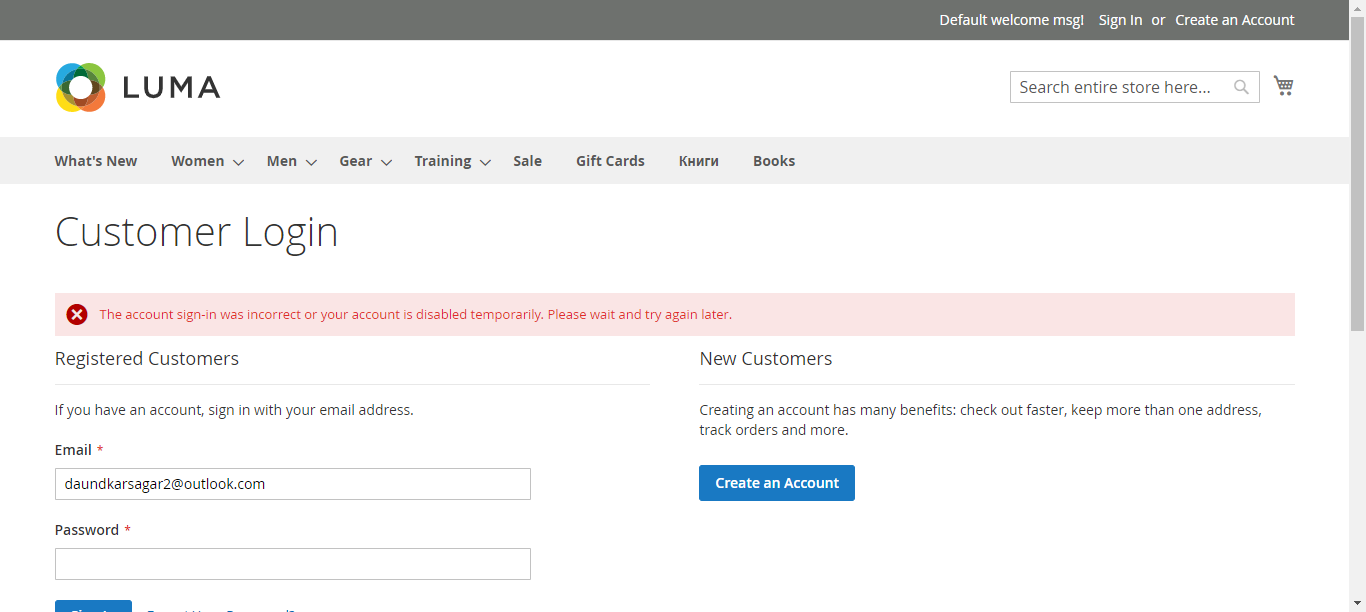 Default welcome msg! Sign In or Create an Account
LUMA
Search entire store here...
What's New Women Men Gear Training Sale Gift Cards Книги Books
Customer Login
The account sign-in was incorrect or your account is disabled temporarily. Please wait and try again later.
Registered Customers
If you have an account, sign in with your email address.
Email *
daundkarsagar2@outlook.com
Password *
New Customers
Creating an account has many benefits: check out faster, keep more than one address,
track orders and more.
Create an Account